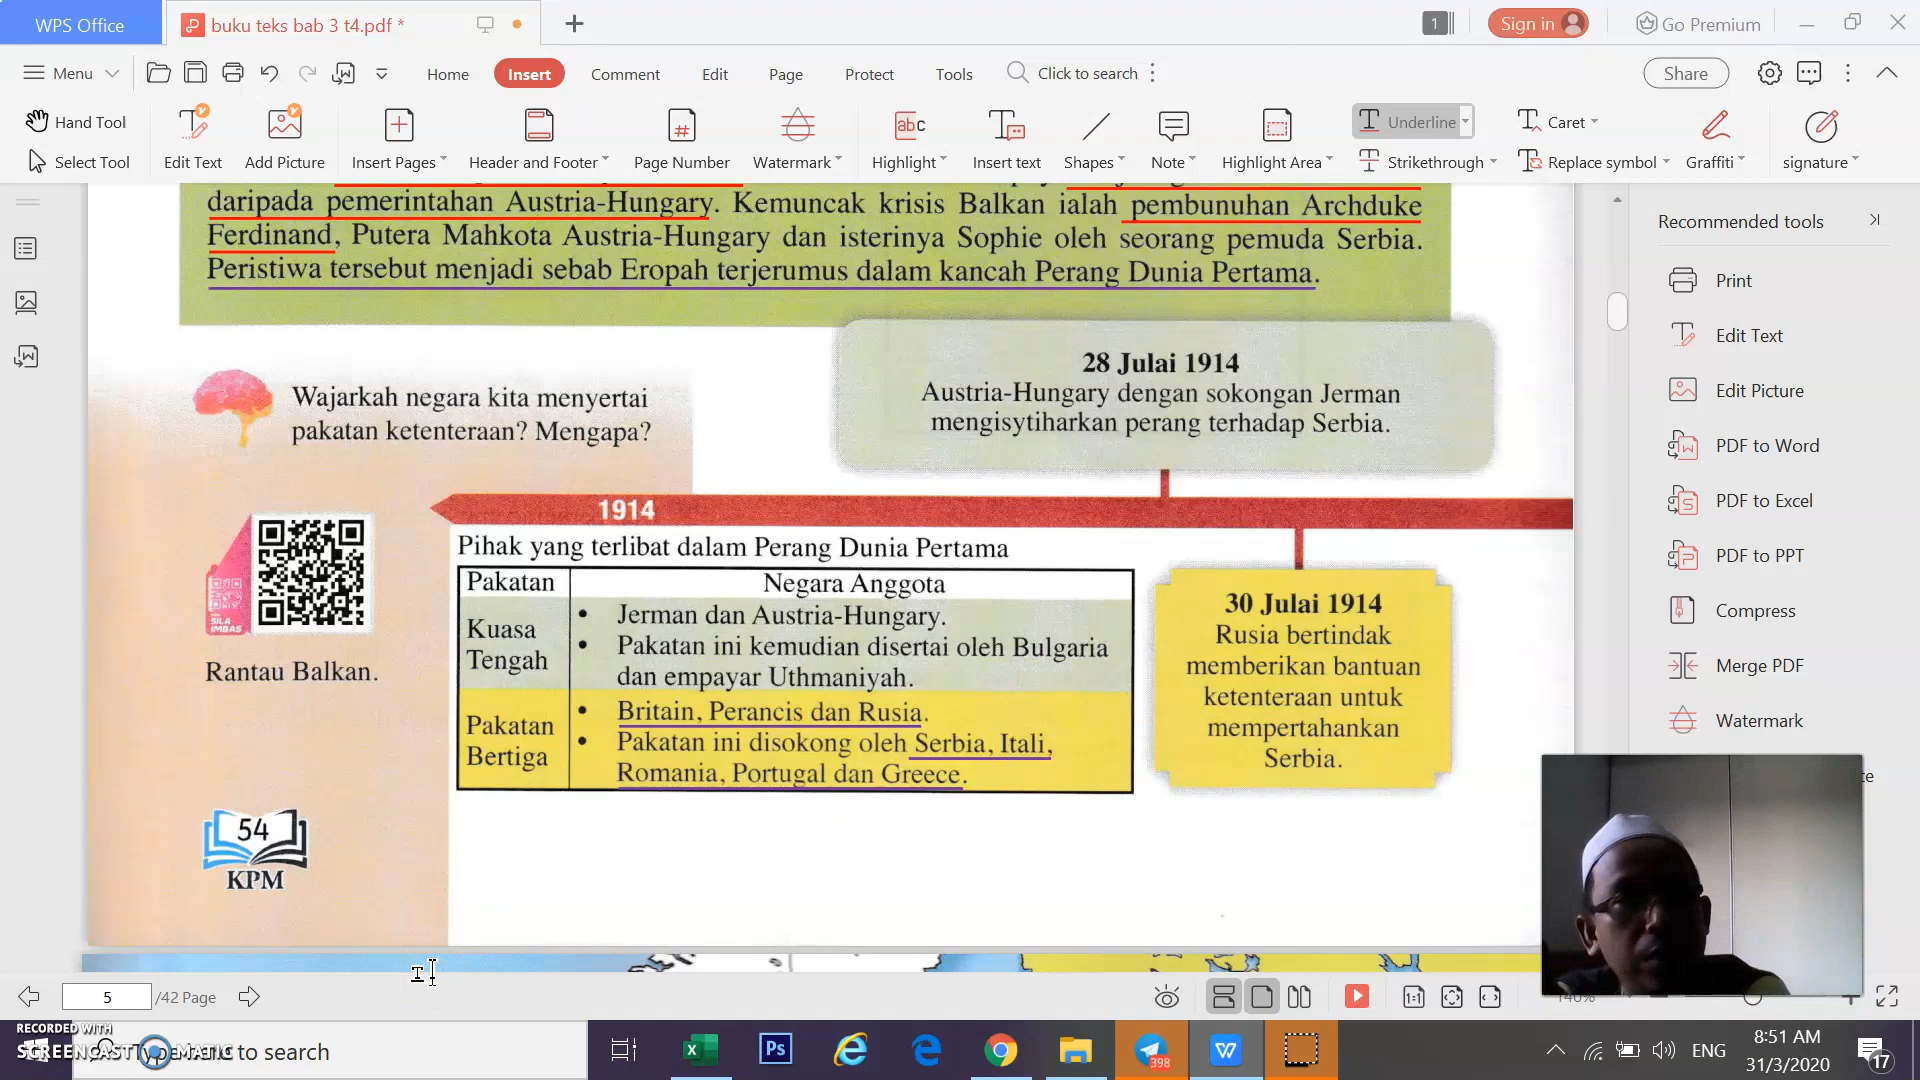 WPS Office
buku teks bab 3 t4.pdf *
1
Sign in
Go Premium
Menu
Home
Insert
Comment
Edit
Page
Protect
Tools
Click to search
Share
Hand Tool
Select Tool
Edit Text
Add Picture
Insert Pages
Header and Footer
Page Number
Watermark
Highlight
Insert text
Shapes
Note
Highlight Area
Underline
Strikethrough
Caret
Replace symbol
Graffiti
signature
daripada pemerintahan Austria-Hungary. Kemuncak krisis Balkan ialah pembunuhan Archduke
Ferdinand, Putera Mahkota Austria-Hungary dan isterinya Sophie oleh seorang pemuda Serbia.
Peristiwa tersebut menjadi sebab Eropah terjerumus dalam kancah Perang Dunia Pertama.
Wajarkah negara kita menyertai
pakatan ketenteraan? Mengapa?
28 Julai 1914
Austria-Hungary dengan sokongan Jerman
mengisytiharkan perang terhadap Serbia.
1914
SILA
IMBAS
Rantau Balkan.
Pihak yang terlibat dalam Perang Dunia Pertama
Pakatan Negara Anggota
Kuasa Tengah
• Jerman dan Austria-Hungary.
• Pakatan ini kemudian disertai oleh Bulgaria
dan empayar Uthmaniyah.
Pakatan Bertiga
• Britain, Perancis dan Rusia.
• Pakatan ini disokong oleh Serbia, Itali,
Romania, Portugal dan Greece.
30 Julai 1914
Rusia bertindak
memberikan bantuan
ketenteraan untuk
mempertahankan
Serbia.
54
KPM
Recommended tools
Print
Edit Text
Edit Picture
PDF to Word
PDF to Excel
PDF to PPT
Compress
Merge PDF
Watermark
5 /42 Page
1:1
140%
RECORDED WITH
SCREENCAST MATIC
to search
Ps
398
W
ENG
8:51 AM
31/3/2020
17